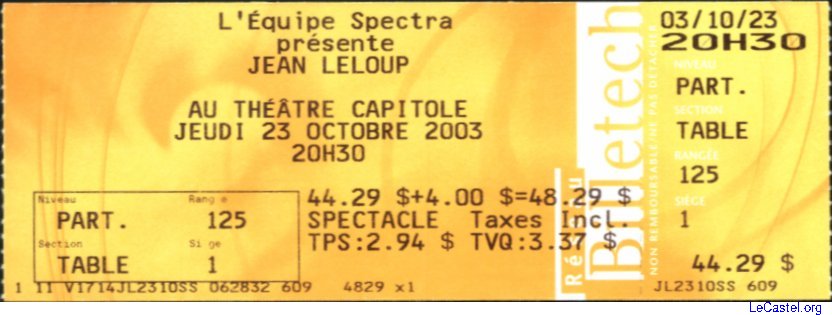 L'Équipe Spectra
présente
JEAN LELOUP
AU THÉÂTRE CAPITOLE
JEUDI 23 OCTOBRE 2003
20H30
Niveau Rang e
PART. 125
Section Si ge
TABLE 1
44.29 $+4.00 $=48.29 $
SPECTACLE Taxes Incl.
TPS:2.94 $ TVQ:3.37 $
1 11 V1714JL2310SS 062832 609 4829 x1
Réseau
Billetech
NON REMBOURSABLE/NE PAS DÉTACHER
03/10/23
20H30
NIVEAU
PART.
SECTION
TABLE
RANGÉE
125
SIÈGE
1
44.29 $
JL2310SS 609
LeCastel.org